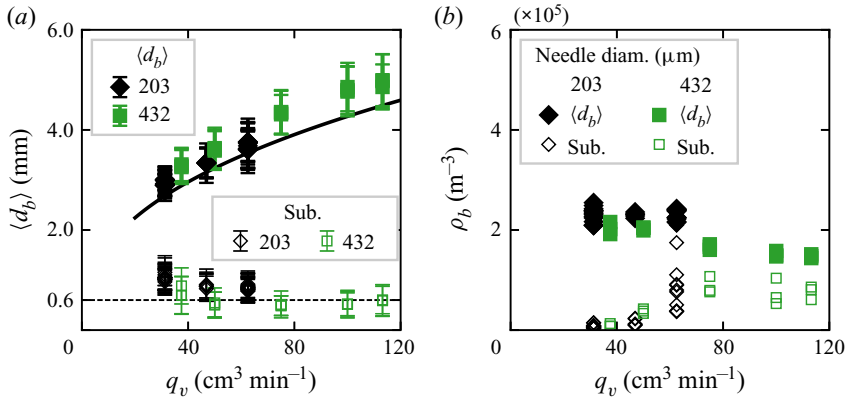 (a)
6.0
4.0
2.0
0.6
0
40
80
120
⟨d_b⟩ (mm)
q_v (cm³ min⁻¹)
⟨d_b⟩
203
432
Sub.
203 432
(b)
(×10⁵)
6
4
2
0
40
80
120
ρ_b (m⁻³)
q_v (cm³ min⁻¹)
Needle diam. (μm)
203 432
⟨d_b⟩ ⟨d_b⟩
Sub. Sub.